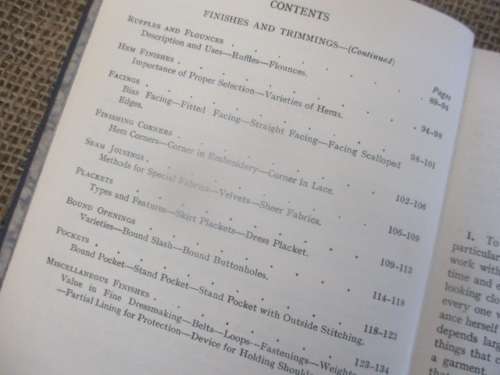 CONTENTS
FINISHES AND TRIMMINGS—(Continued)
Pages
RUFFLES AND FLOUNCES . . . . . . 89-94
Description and Uses—Ruffles—Flounces.
HEM FINISHES . . . . . . 94-98
Importance of Proper Selection—Varieties of Hems.
FACINGS . . . . . . 98-101
Bias Facing—Fitted Facing—Straight Facing—Facing Scalloped
Edges.
FINISHING CORNERS . . . . . . 102-106
Hem Corners—Corner in Embroidery—Corner in Lace.
SEAM JOININGS . . . . . . 106-109
Methods for Special Fabrics—Velvets—Sheer Fabrics.
PLACKETS . . . . . . 109-113
Types and Features—Skirt Plackets—Dress Placket.
BOUND OPENINGS . . . . . . 114-118
Varieties—Bound Slash—Bound Buttonholes.
POCKETS . . . . . . 118-123
Bound Pocket—Stand Pocket—Stand Pocket with Outside Stitching.
MISCELLANEOUS FINISHES . . . . . . 123-134
Value in Fine Dressmaking—Belts—Loops—Fastenings—Weights
—Partial Lining for Protection—Device for Holding
1. To
particular
work wit
time and e
looking cl
every one w
ance herself
depends larg
things that c
a garment